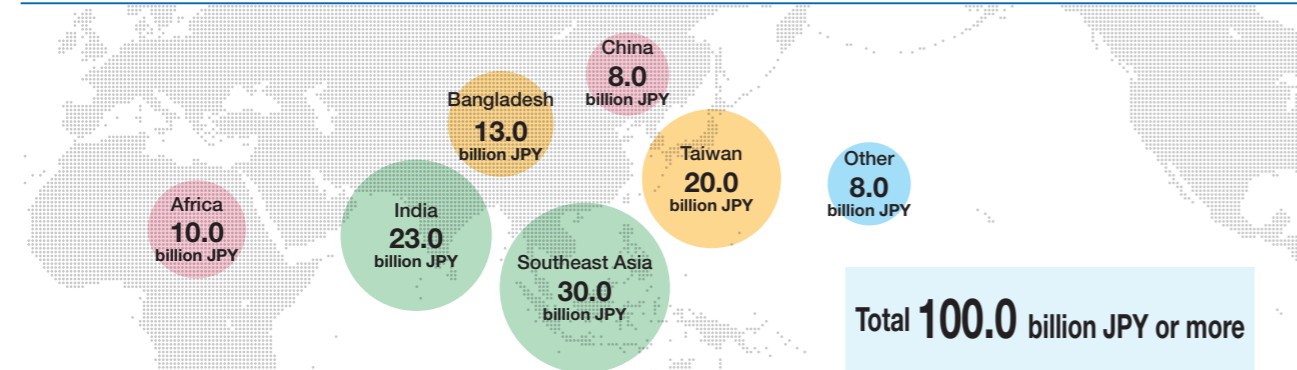 China
8.0
billion JPY
Bangladesh
13.0
billion JPY
Taiwan
20.0
billion JPY
Other
8.0
billion JPY
Africa
10.0
billion JPY
India
23.0
billion JPY
Southeast Asia
30.0
billion JPY
Total 100.0 billion JPY or more